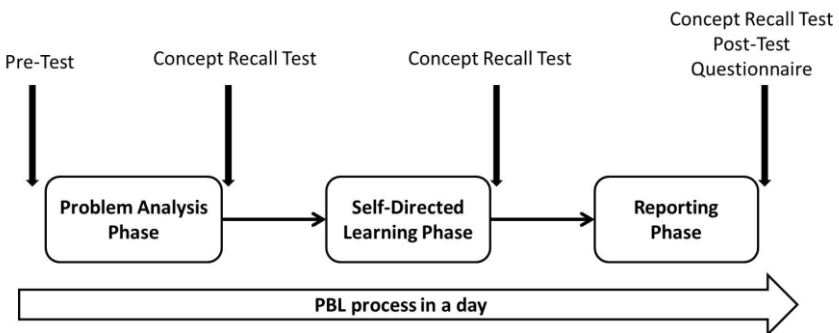 Concept Recall Test
Post-Test
Questionnaire
Pre-Test
Concept Recall Test
Concept Recall Test
Problem Analysis
Phase
Self-Directed
Learning Phase
Reporting
Phase
PBL process in a day